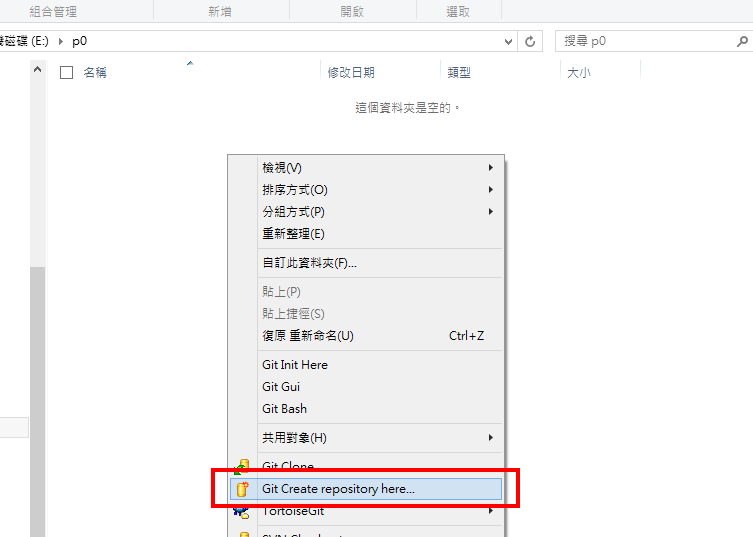 組合管理 新增 開啟 選取
磁碟 (E:) p0 搜尋 p0
名稱 修改日期 類型 大小
這個資料夾是空的。
檢視(V)
排序方式(O)
分組方式(P)
重新整理(E)
自訂此資料夾(F)...
貼上(P)
貼上捷徑(S)
復原 重新命名(U) Ctrl+Z
Git Init Here
Git Gui
Git Bash
共用對象(H)
Git Clone
Git Create repository here...
TortoiseGit